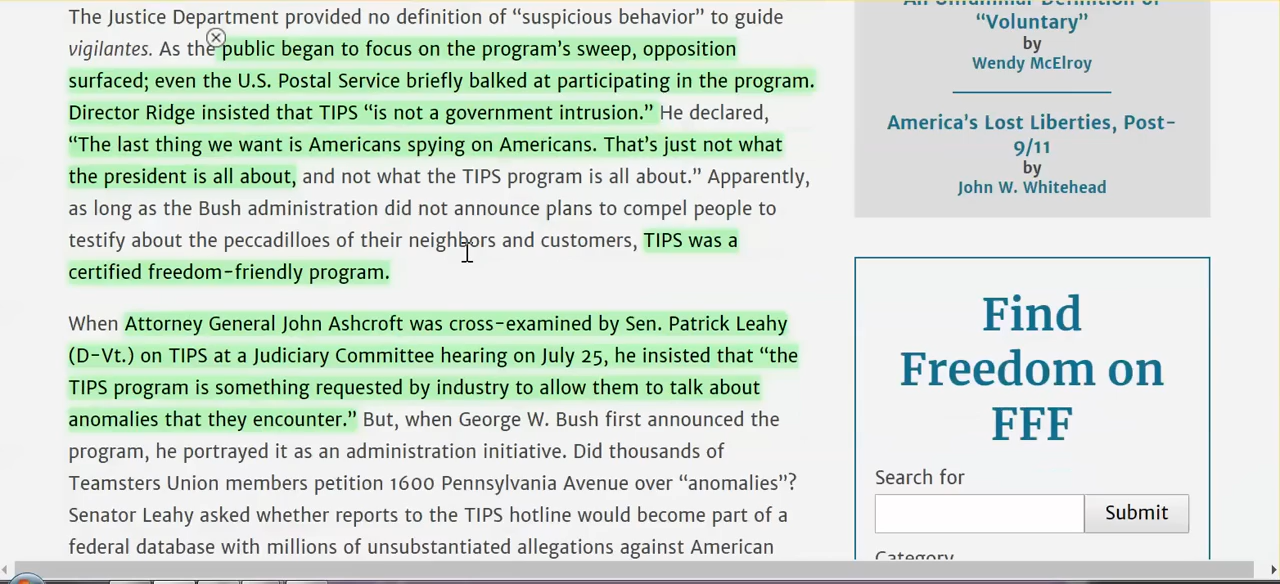 The Justice Department provided no definition of “suspicious behavior” to guide
vigilantes. As the public began to focus on the program’s sweep, opposition
surfaced; even the U.S. Postal Service briefly balked at participating in the program.
Director Ridge insisted that TIPS “is not a government intrusion.” He declared,
“The last thing we want is Americans spying on Americans. That’s just not what
the president is all about, and not what the TIPS program is all about.” Apparently,
as long as the Bush administration did not announce plans to compel people to
testify about the peccadilloes of their neighbors and customers, TIPS was a
certified freedom-friendly program.
When Attorney General John Ashcroft was cross-examined by Sen. Patrick Leahy
(D-Vt.) on TIPS at a Judiciary Committee hearing on July 25, he insisted that “the
TIPS program is something requested by industry to allow them to talk about
anomalies that they encounter.” But, when George W. Bush first announced the
program, he portrayed it as an administration initiative. Did thousands of
Teamsters Union members petition 1600 Pennsylvania Avenue over “anomalies”?
Senator Leahy asked whether reports to the TIPS hotline would become part of a
federal database with millions of unsubstantiated allegations against American
“Voluntary”
by
Wendy McElroy
America’s Lost Liberties, Post-
9/11
by
John W. Whitehead
Find
Freedom on
FFF
Search for
Submit
Category